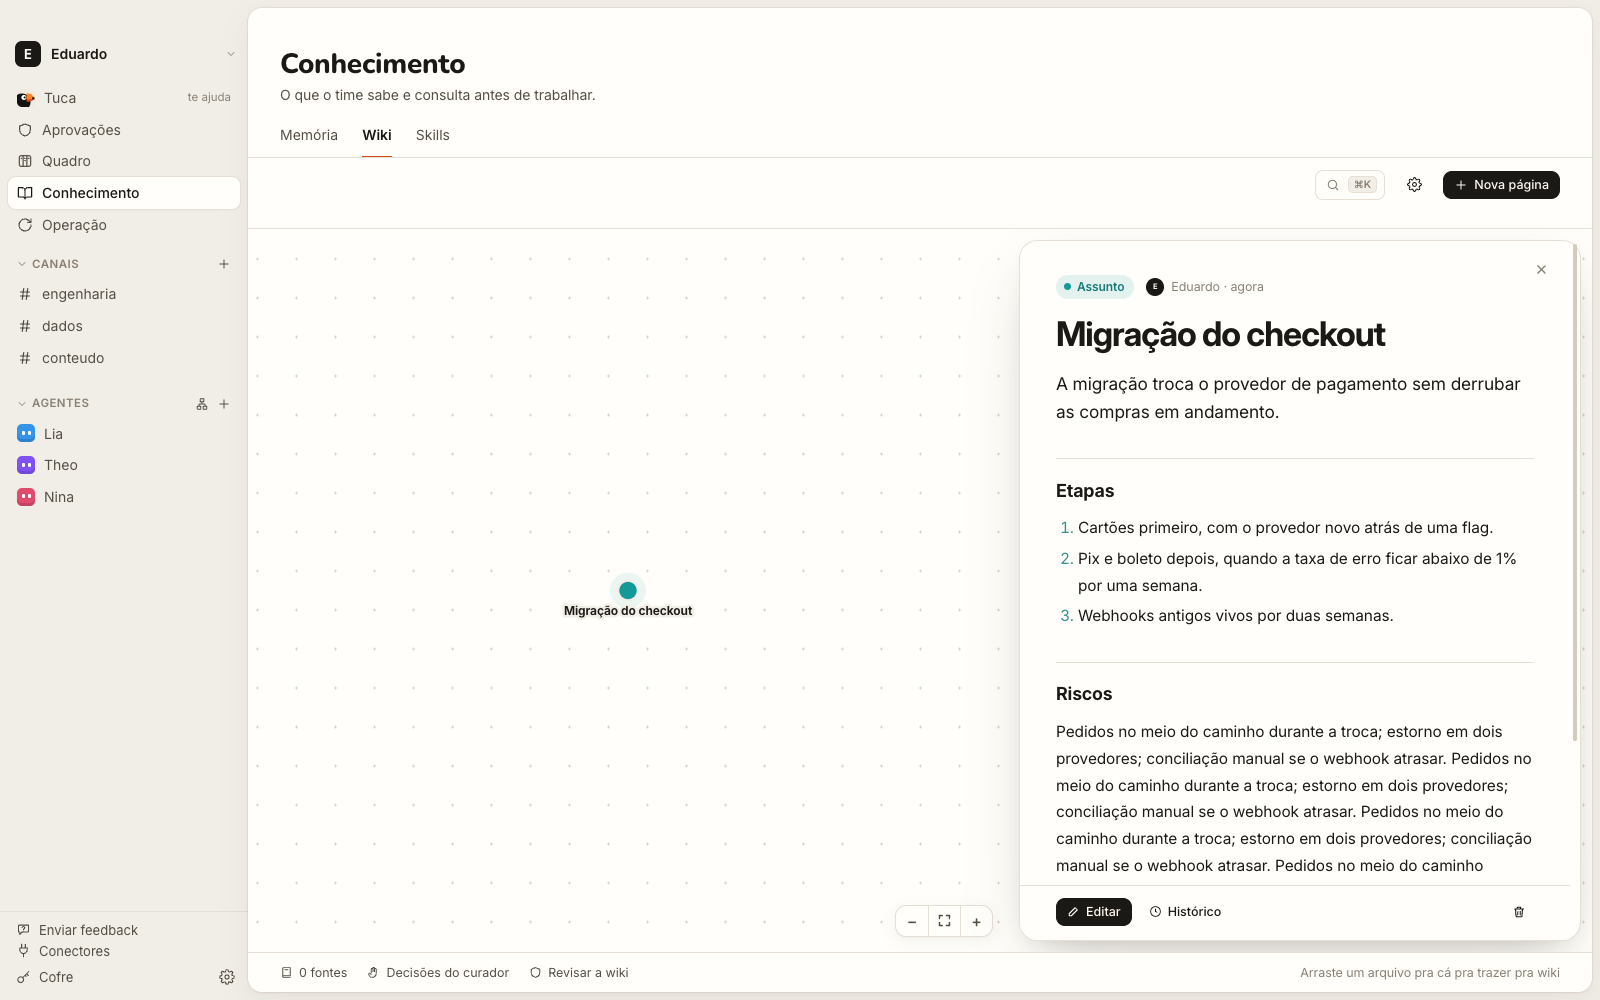 E Eduardo
Tuca te ajuda
Aprovações
Quadro
Conhecimento
Operação
CANAIS
# engenharia
# dados
# conteudo
AGENTES
Lia
Theo
Nina
Enviar feedback
Conectores
Cofre
Conhecimento
O que o time sabe e consulta antes de trabalhar.
Memória Wiki Skills
⌘K + Nova página
Migração do checkout
Assunto E Eduardo · agora
Migração do checkout
A migração troca o provedor de pagamento sem derrubar
as compras em andamento.
Etapas
1. Cartões primeiro, com o provedor novo atrás de uma flag.
2. Pix e boleto depois, quando a taxa de erro ficar abaixo de 1%
por uma semana.
3. Webhooks antigos vivos por duas semanas.
Riscos
Pedidos no meio do caminho durante a troca; estorno em dois
provedores; conciliação manual se o webhook atrasar. Pedidos no
meio do caminho durante a troca; estorno em dois provedores;
conciliação manual se o webhook atrasar. Pedidos no meio do
caminho durante a troca; estorno em dois provedores; conciliação
manual se o webhook atrasar. Pedidos no meio do caminho
Editar Histórico
0 fontes Decisões do curador Revisar a wiki
Arraste um arquivo pra cá pra trazer pra wiki